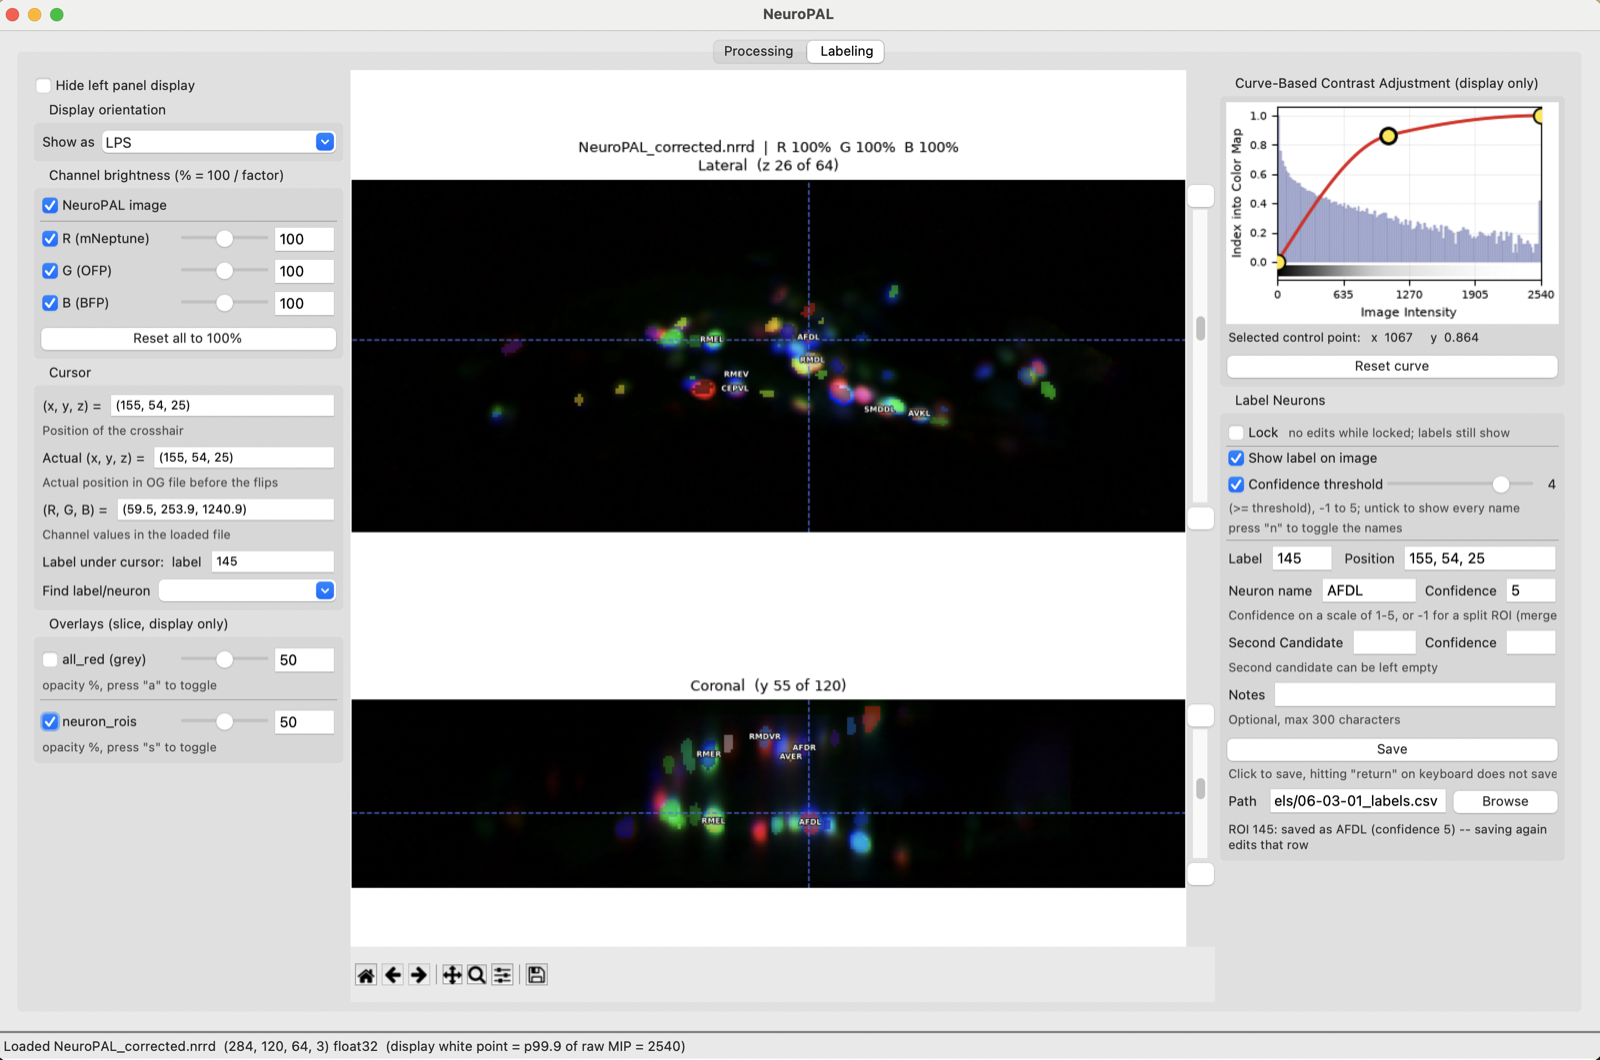 NeuroPAL
Processing
Labeling
Hide left panel display
Display orientation
Show as LPS
Channel brightness (% = 100 / factor)
NeuroPAL image
R (mNeptune) 100
G (OFP) 100
B (BFP) 100
Reset all to 100%
Cursor
(x, y, z) = (155, 54, 25)
Position of the crosshair
Actual (x, y, z) = (155, 54, 25)
Actual position in OG file before the flips
(R, G, B) = (59.5, 253.9, 1240.9)
Channel values in the loaded file
Label under cursor: label 145
Find label/neuron
Overlays (slice, display only)
all_red (grey) 50
opacity %, press "a" to toggle
neuron_rois 50
opacity %, press "s" to toggle
NeuroPAL_corrected.nrrd | R 100% G 100% B 100%
Lateral (z 26 of 64)
RMEL
AFDL
RMDL
RMEV
CEPVL
SMDDL
AVKL
Coronal (y 55 of 120)
RMDVR
RMER
AFDR
AVER
RMEL
AFDL
Curve-Based Contrast Adjustment (display only)
Index into Color Map
1.0
0.8
0.6
0.4
0.2
0.0
0 635 1270 1905 2540
Image Intensity
Selected control point: x 1067 y 0.864
Reset curve
Label Neurons
Lock no edits while locked; labels still show
Show label on image
Confidence threshold 4
(>= threshold), -1 to 5; untick to show every name
press "n" to toggle the names
Label 145 Position 155, 54, 25
Neuron name AFDL Confidence 5
Confidence on a scale of 1-5, or -1 for a split ROI (merge
Second Candidate Confidence
Second candidate can be left empty
Notes
Optional, max 300 characters
Save
Click to save, hitting "return" on keyboard does not save
Path els/06-03-01_labels.csv Browse
ROI 145: saved as AFDL (confidence 5) -- saving again
edits that row
Loaded NeuroPAL_corrected.nrrd (284, 120, 64, 3) float32 (display white point = p99.9 of raw MIP = 2540)